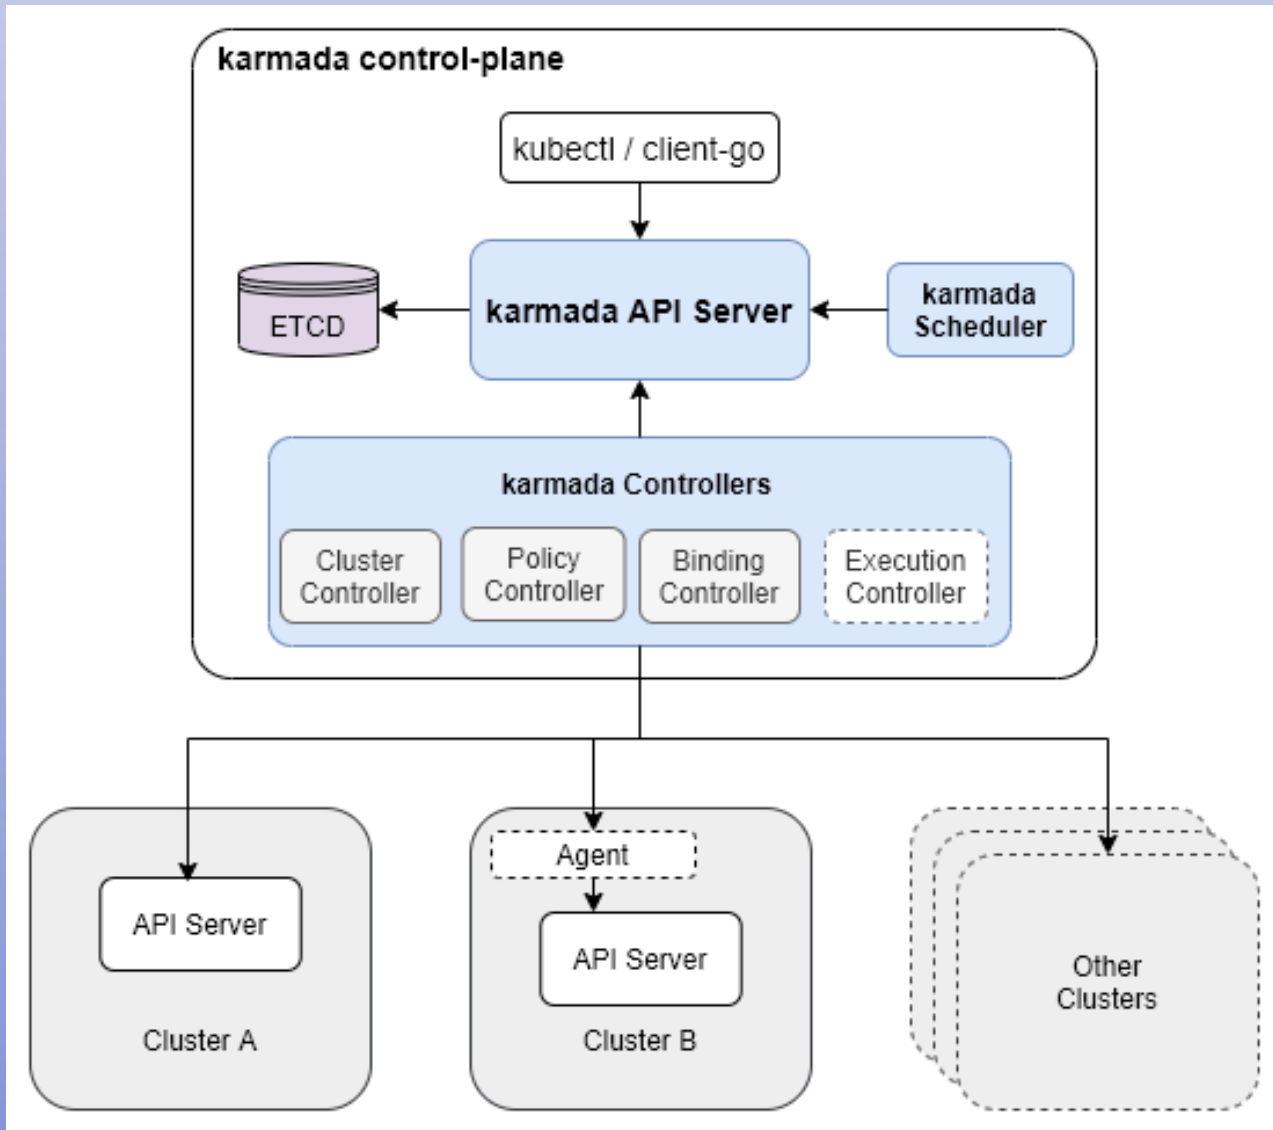 karmada control-plane
kubectl / client-go
ETCD
karmada API Server
karmada
Scheduler
karmada Controllers
Cluster
Controller
Policy
Controller
Binding
Controller
Execution
Controller
API Server
Cluster A
Agent
API Server
Cluster B
Other
Clusters